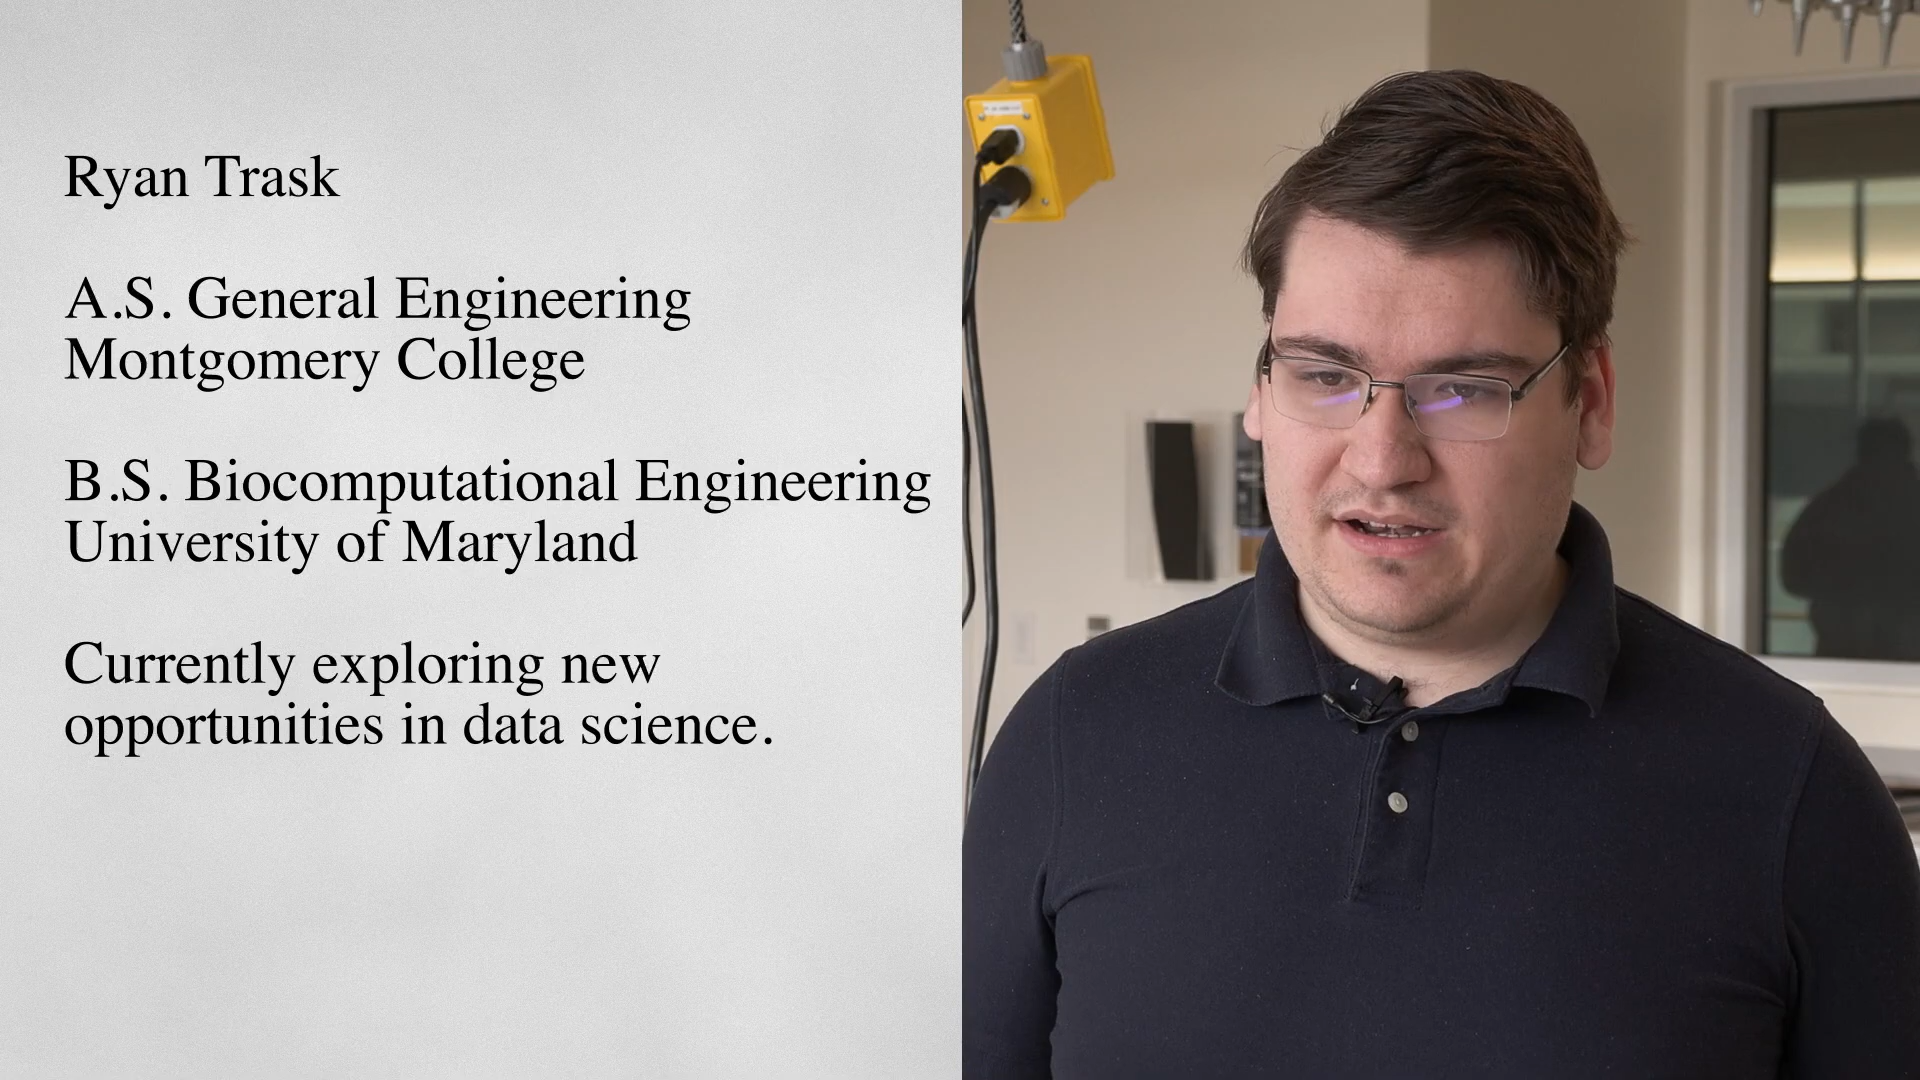 Ryan Trask
A.S. General Engineering
Montgomery College
B.S. Biocomputational Engineering
University of Maryland
Currently exploring new
opportunities in data science.